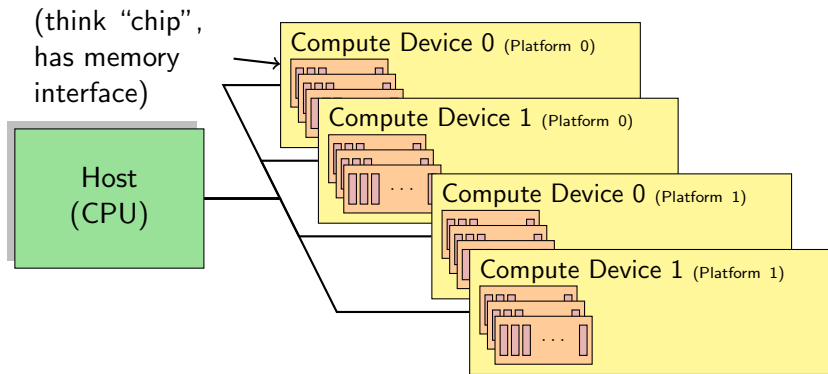 (think “chip”,
has memory
interface)
Host
(CPU)
Compute Device 0 (Platform 0)
· · ·
Compute Device 1 (Platform 0)
· · ·
Compute Device 0 (Platform 1)
Compute Device 1 (Platform 1)
· · ·